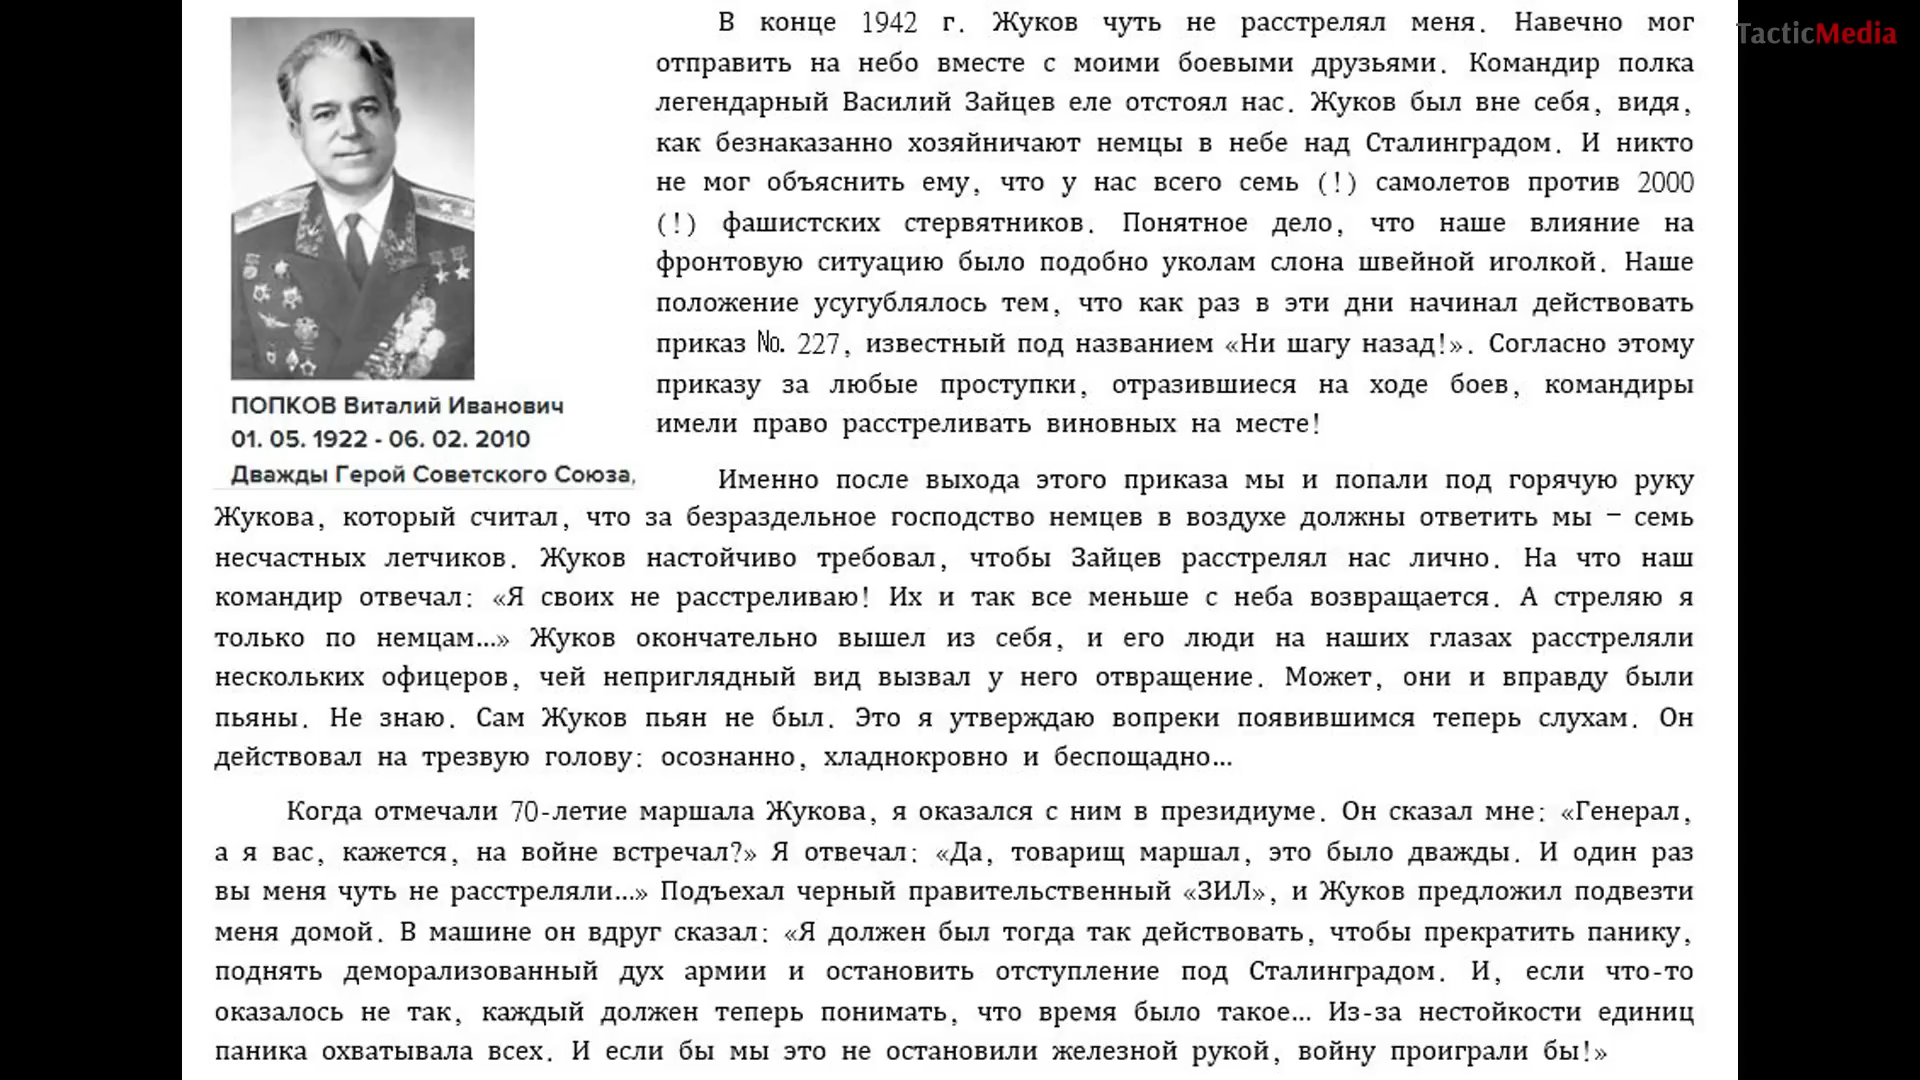 TacticMedia
В конце 1942 г. Жуков чуть не расстрелял меня. Навечно мог
отправить на небо вместе с моими боевыми друзьями. Командир полка
легендарный Василий Зайцев еле отстоял нас. Жуков был вне себя, видя,
как безнаказанно хозяйничают немцы в небе над Сталинградом. И никто
не мог объяснить ему, что у нас всего семь (!) самолетов против 2000
(!) фашистских стервятников. Понятное дело, что наше влияние на
фронтовую ситуацию было подобно уколам слона швейной иголкой. Наше
положение усугублялось тем, что как раз в эти дни начинал действовать
приказ №. 227, известный под названием «Ни шагу назад!». Согласно этому
приказу за любые проступки, отразившиеся на ходе боев, командиры
имели право расстреливать виновных на месте!
ПОПКОВ Виталий Иванович
01. 05. 1922 - 06. 02. 2010
Дважды Герой Советского Союза,
Именно после выхода этого приказа мы и попали под горячую руку
Жукова, который считал, что за безраздельное господство немцев в воздухе должны ответить мы – семь
несчастных летчиков. Жуков настойчиво требовал, чтобы Зайцев расстрелял нас лично. На что наш
командир отвечал: «Я своих не расстреливаю! Их и так все меньше с неба возвращается. А стреляю я
только по немцам…» Жуков окончательно вышел из себя, и его люди на наших глазах расстреляли
нескольких офицеров, чей неприглядный вид вызвал у него отвращение. Может, они и вправду были
пьяны. Не знаю. Сам Жуков пьян не был. Это я утверждаю вопреки появившимся теперь слухам. Он
действовал на трезвую голову: осознанно, хладнокровно и беспощадно…
Когда отмечали 70-летие маршала Жукова, я оказался с ним в президиуме. Он сказал мне: «Генерал,
а я вас, кажется, на войне встречал?» Я отвечал: «Да, товарищ маршал, это было дважды. И один раз
вы меня чуть не расстреляли…» Подъехал черный правительственный «ЗИЛ», и Жуков предложил подвезти
меня домой. В машине он вдруг сказал: «Я должен был тогда так действовать, чтобы прекратить панику,
поднять деморализованный дух армии и остановить отступление под Сталинградом. И, если что-то
оказалось не так, каждый должен теперь понимать, что время было такое… Из-за нестойкости единиц
паника охватывала всех. И если бы мы это не остановили железной рукой, войну проиграли бы!»